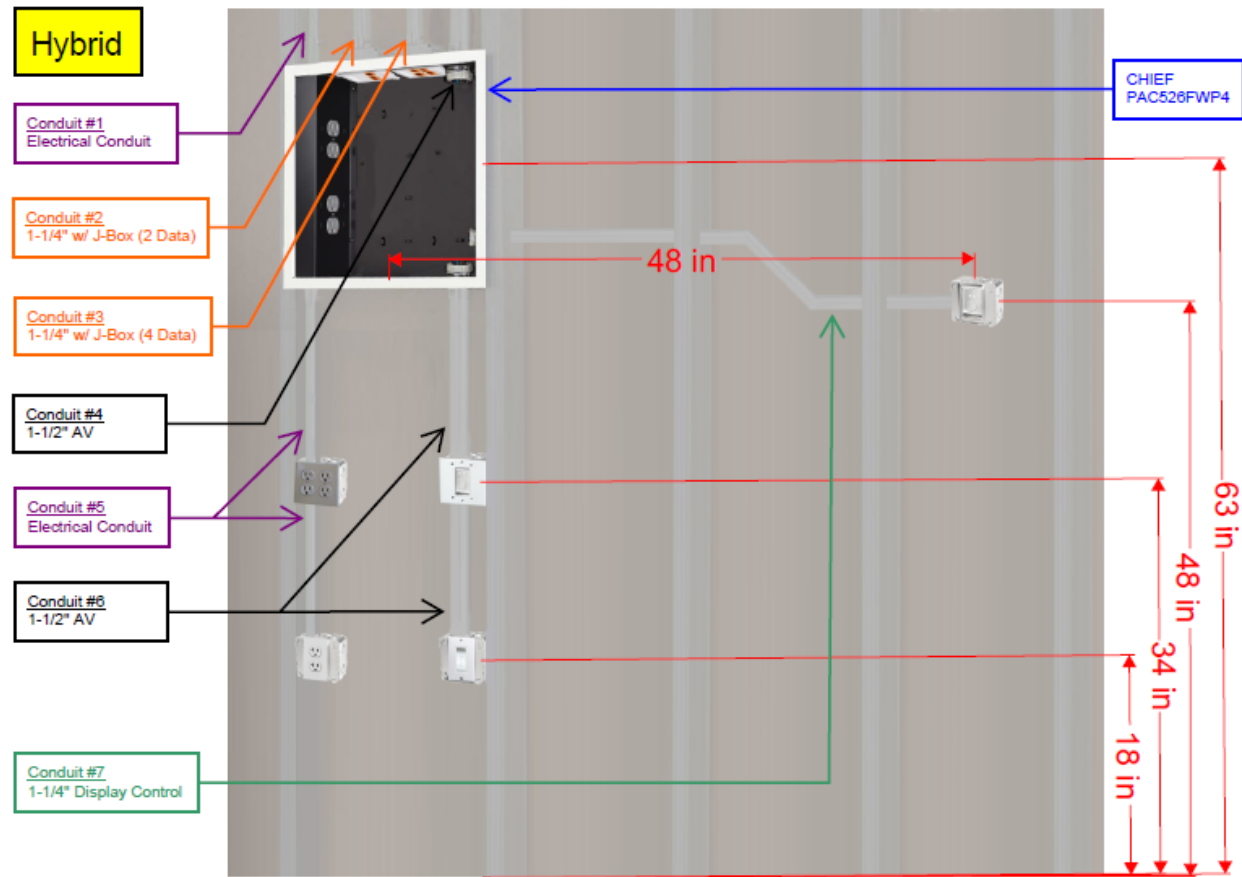 Hybrid
Conduit #1
Electrical Conduit
Conduit #2
1-1/4" w/ J-Box (2 Data)
Conduit #3
1-1/4" w/ J-Box (4 Data)
Conduit #4
1-1/2" AV
Conduit #5
Electrical Conduit
Conduit #6
1-1/2" AV
Conduit #7
1-1/4" Display Control
CHIEF
PAC526FWP4
48 in
63 in
48 in
34 in
18 in